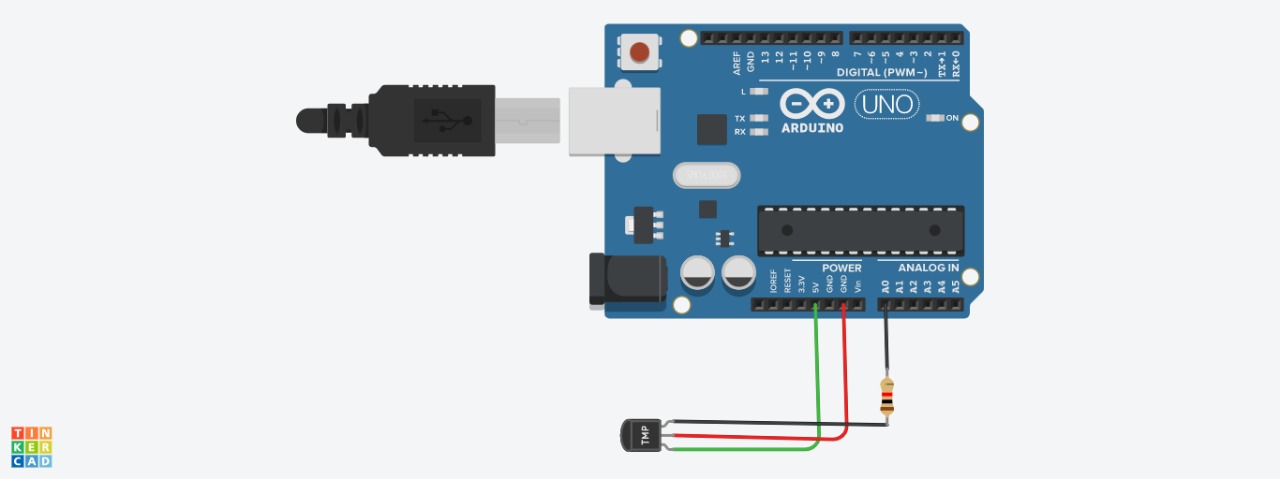 AREF
GND
13
12
~11
~10
~9
8
7
~6
~5
4
~3
2
TX→1
RX←0
DIGITAL (PWM~)
L
TX
RX
ARDUINO
UNO
ON
POWER
ANALOG IN
IOREF
RESET
3.3V
5V
GND
GND
Vin
A0
A1
A2
A3
A4
A5
TMP
TIN
KER
CAD